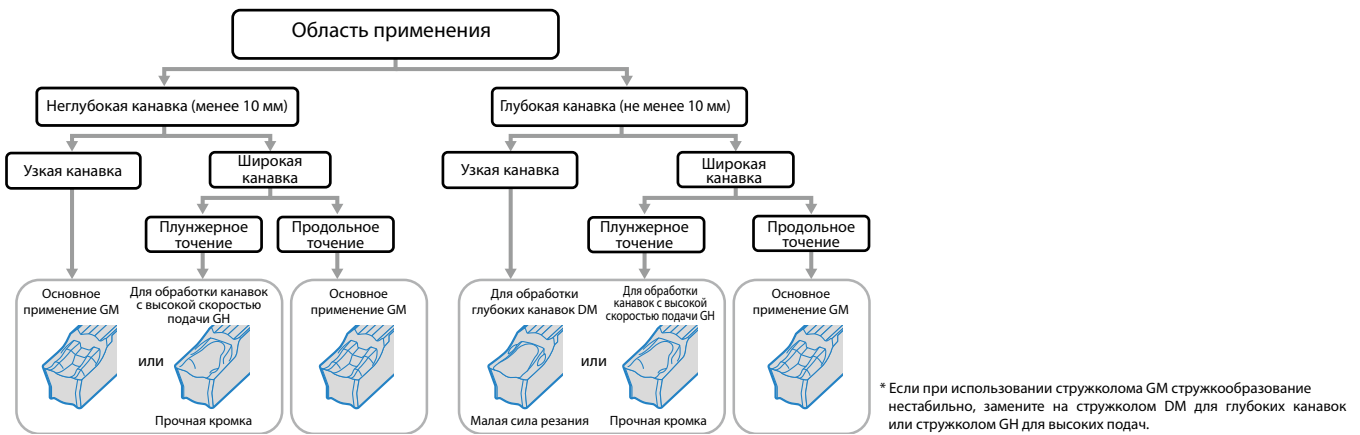 Область применения
Неглубокая канавка (менее 10 мм)
Глубокая канавка (не менее 10 мм)
Узкая канавка
Широкая
канавка
Узкая канавка
Широкая
канавка
Плунжерное
точение
Продольное
точение
Плунжерное
точение
Продольное
точение
Основное
применение GM
или
Для обработки канавок
с высокой скоростью
подачи GH
Прочная кромка
Основное
применение GM
Для обработки
глубоких канавок DM
Малая сила резания
или
Для обработки
канавок с высокой
скоростью подачи GH
Прочная кромка
Основное
применение GM
* Если при использовании стружколома GM стружкообразование
нестабильно, замените на стружколом DM для глубоких канавок
или стружколом GH для высоких подач.